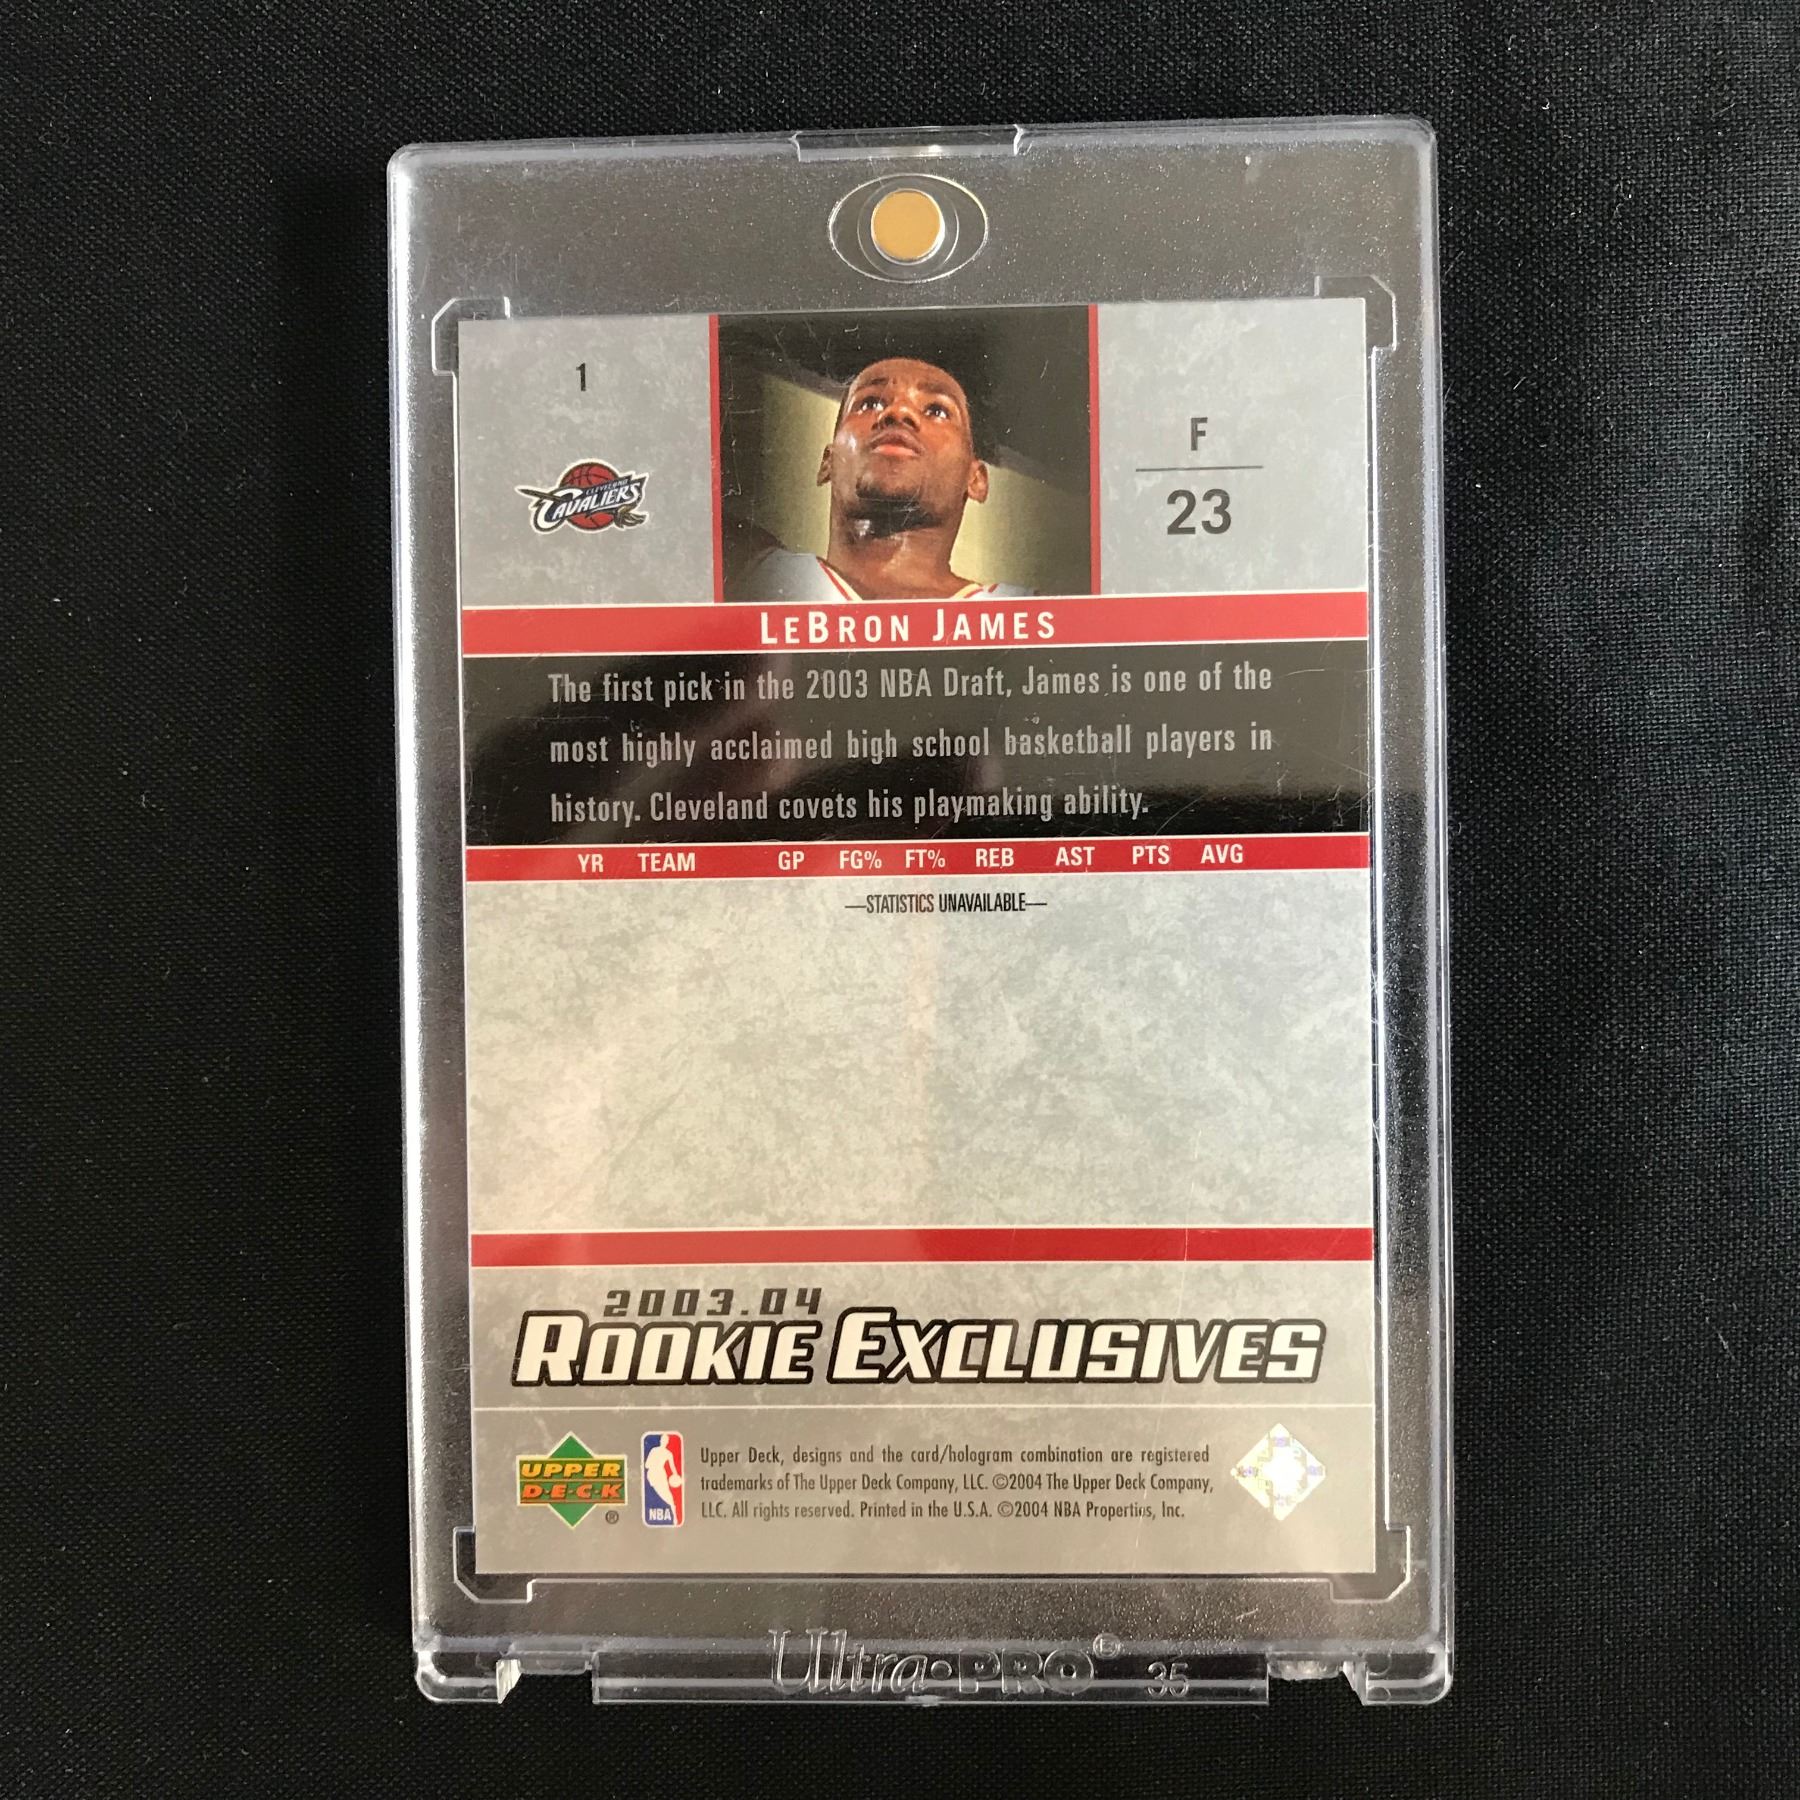 1
CLEVELAND
CAVALIERS
F
23
LEBRON JAMES
The first pick in the 2003 NBA Draft, James is one of the
most highly acclaimed high school basketball players in
history. Cleveland covets his playmaking ability.
YR TEAM GP FG% FT% REB AST PTS AVG
—STATISTICS UNAVAILABLE—
2003.04
ROOKIE EXCLUSIVES
UPPER
D·E·C·K
®
NBA
Upper Deck, designs and the card/hologram combination are registered
trademarks of The Upper Deck Company, LLC. ©2004 The Upper Deck Company,
LLC. All rights reserved. Printed in the U.S.A. ©2004 NBA Properties, Inc.
Ultra•PRO® 35